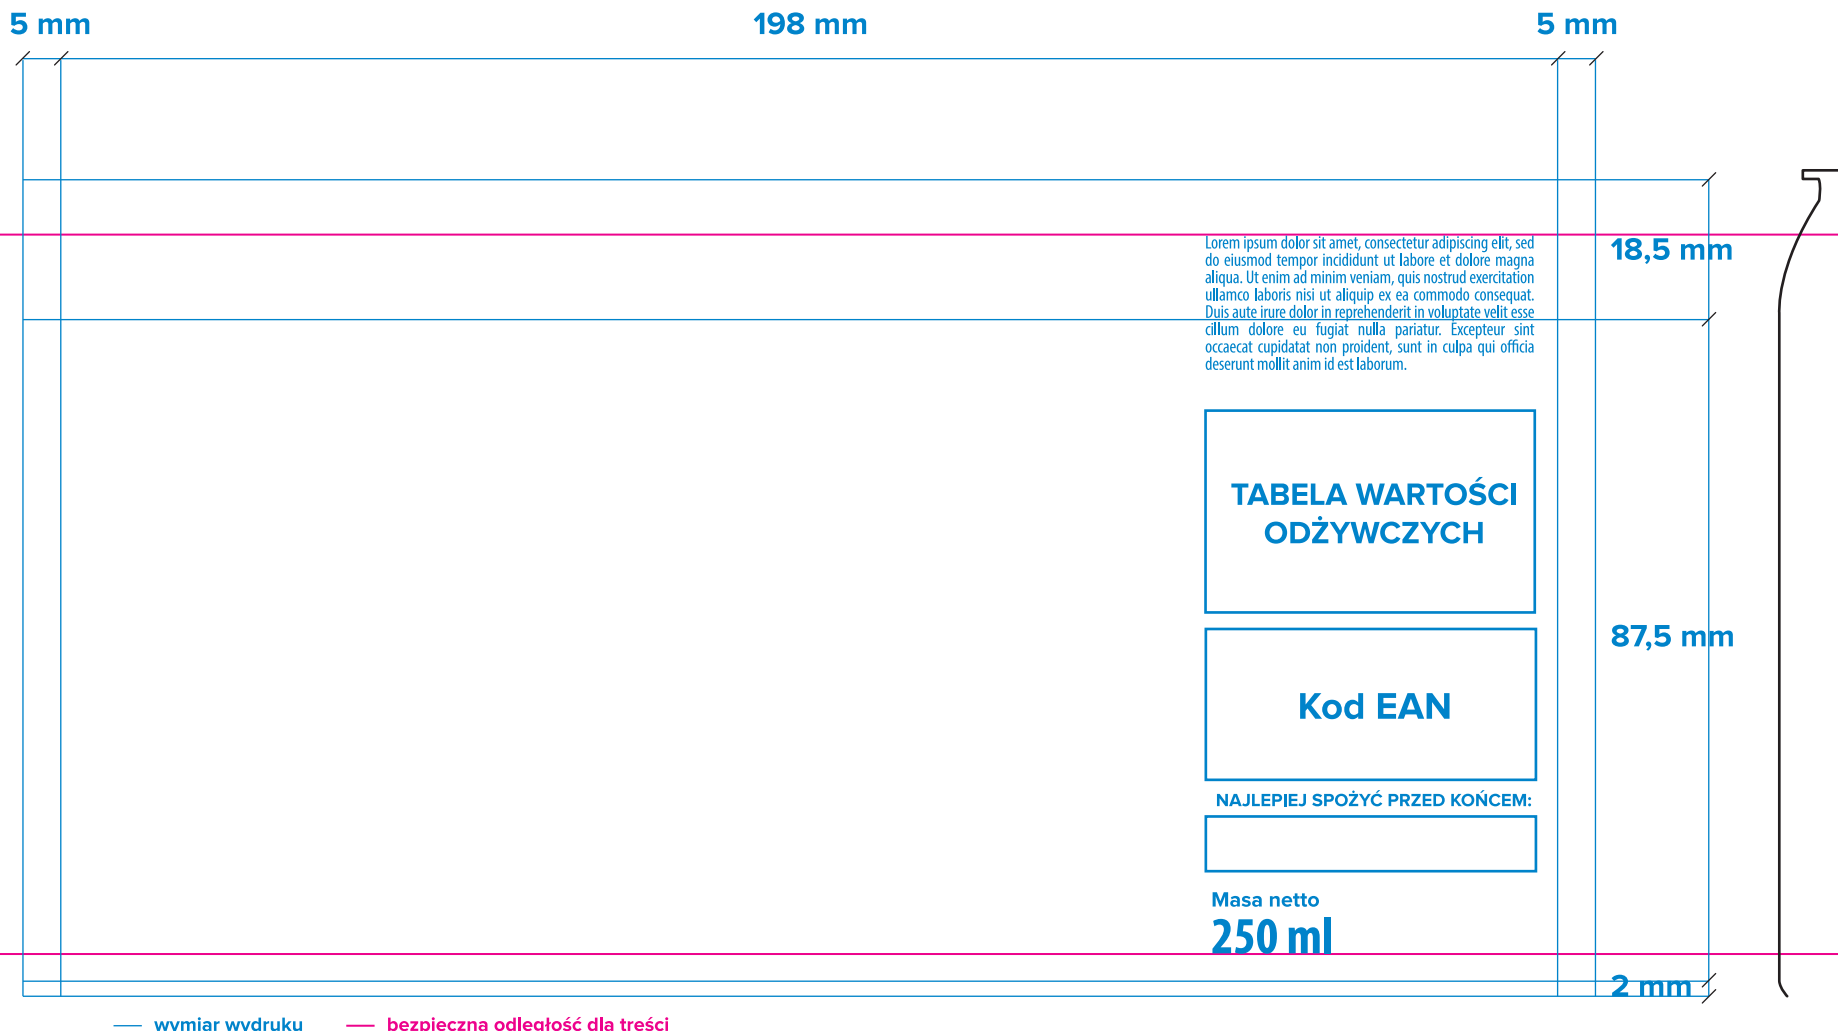 5 mm
198 mm
5 mm
18,5 mm
Lorem ipsum dolor sit amet, consectetur adipiscing elit, sed
do eiusmod tempor incididunt ut labore et dolore magna
aliqua. Ut enim ad minim veniam, quis nostrud exercitation
ullamco laboris nisi ut aliquip ex ea commodo consequat.
Duis aute irure dolor in reprehenderit in voluptate velit esse
cillum dolore eu fugiat nulla pariatur. Excepteur sint
occaecat cupidatat non proident, sunt in culpa qui officia
deserunt mollit anim id est laborum.
TABELA WARTOŚCI
ODŻYWCZYCH
87,5 mm
Kod EAN
NAJLEPIEJ SPOŻYĆ PRZED KOŃCEM:
Masa netto
250 ml
2 mm
wymiar wydruku
bezpieczna odległość dla treści